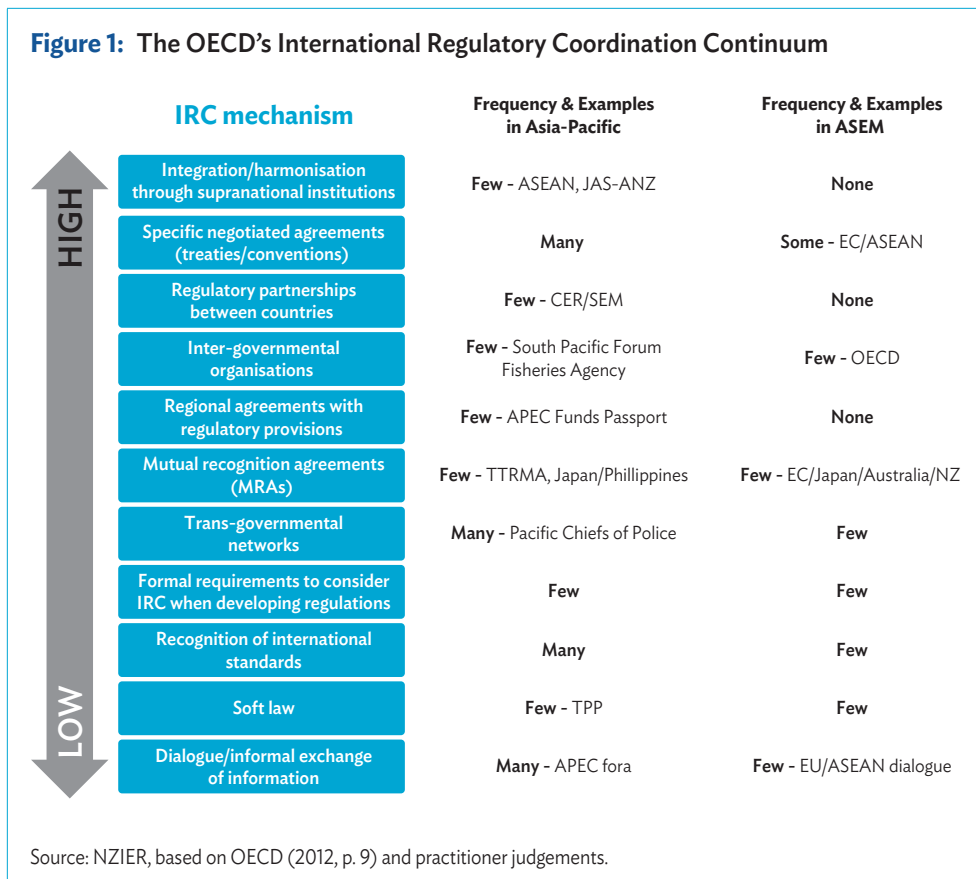 Figure 1: The OECD's International Regulatory Coordination Continuum
IRC mechanism
Frequency & Examples
in Asia-Pacific
Frequency & Examples
in ASEM
HIGH
Integration/harmonisation
through supranational institutions
Few - ASEAN, JAS-ANZ
None
Specific negotiated agreements
(treaties/conventions)
Many
Some - EC/ASEAN
Regulatory partnerships
between countries
Few - CER/SEM
None
Inter-governmental
organisations
Few - South Pacific Forum
Fisheries Agency
Few - OECD
Regional agreements with
regulatory provisions
Few - APEC Funds Passport
None
Mutual recognition agreements
(MRAs)
Few - TTRMA, Japan/Phillippines
Few - EC/Japan/Australia/NZ
Trans-governmental
networks
Many - Pacific Chiefs of Police
Few
Formal requirements to consider
IRC when developing regulations
Few
Few
Recognition of international
standards
Many
Few
Soft law
Few - TPP
Few
LOW
Dialogue/informal exchange
of information
Many - APEC fora
Few - EU/ASEAN dialogue
Source: NZIER, based on OECD (2012, p. 9) and practitioner judgements.